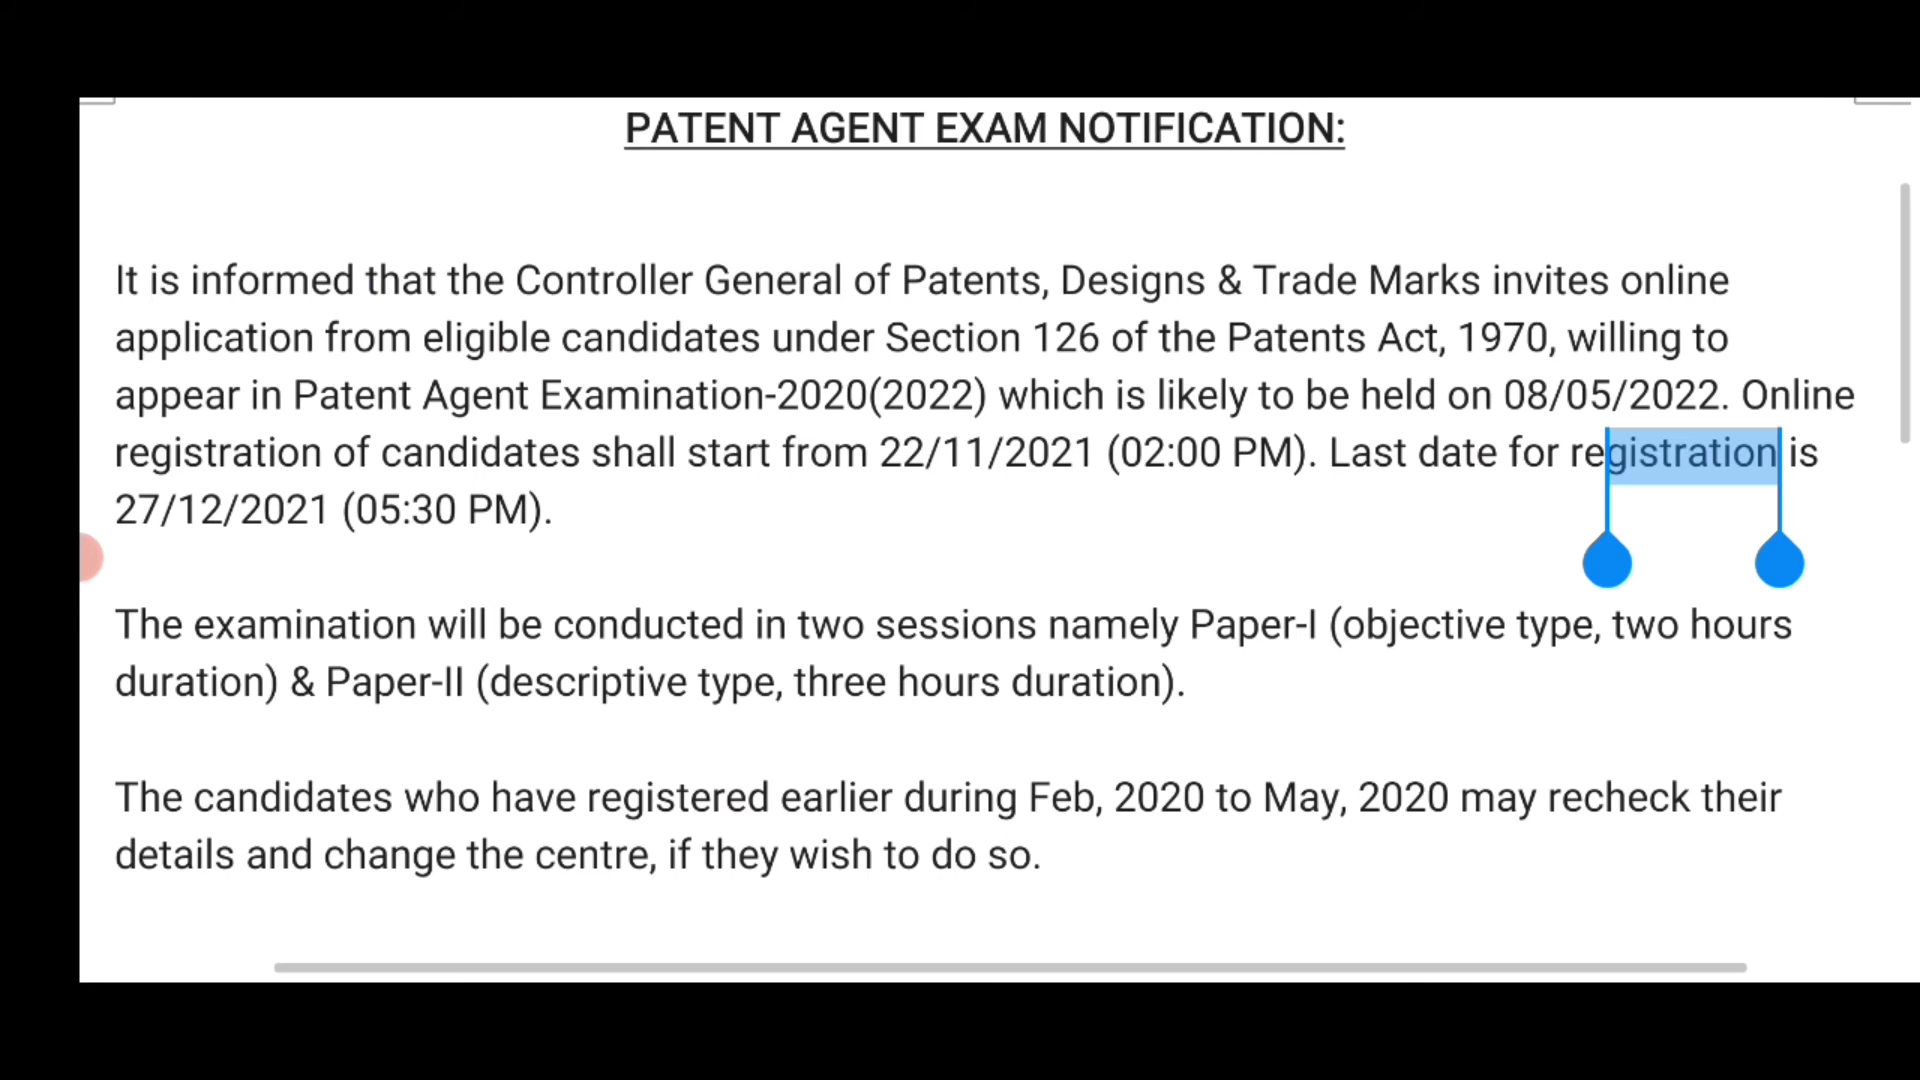 PATENT AGENT EXAM NOTIFICATION:
It is informed that the Controller General of Patents, Designs & Trade Marks invites online
application from eligible candidates under Section 126 of the Patents Act, 1970, willing to
appear in Patent Agent Examination-2020(2022) which is likely to be held on 08/05/2022. Online
registration of candidates shall start from 22/11/2021 (02:00 PM). Last date for registration is
27/12/2021 (05:30 PM).
The examination will be conducted in two sessions namely Paper-I (objective type, two hours
duration) & Paper-II (descriptive type, three hours duration).
The candidates who have registered earlier during Feb, 2020 to May, 2020 may recheck their
details and change the centre, if they wish to do so.